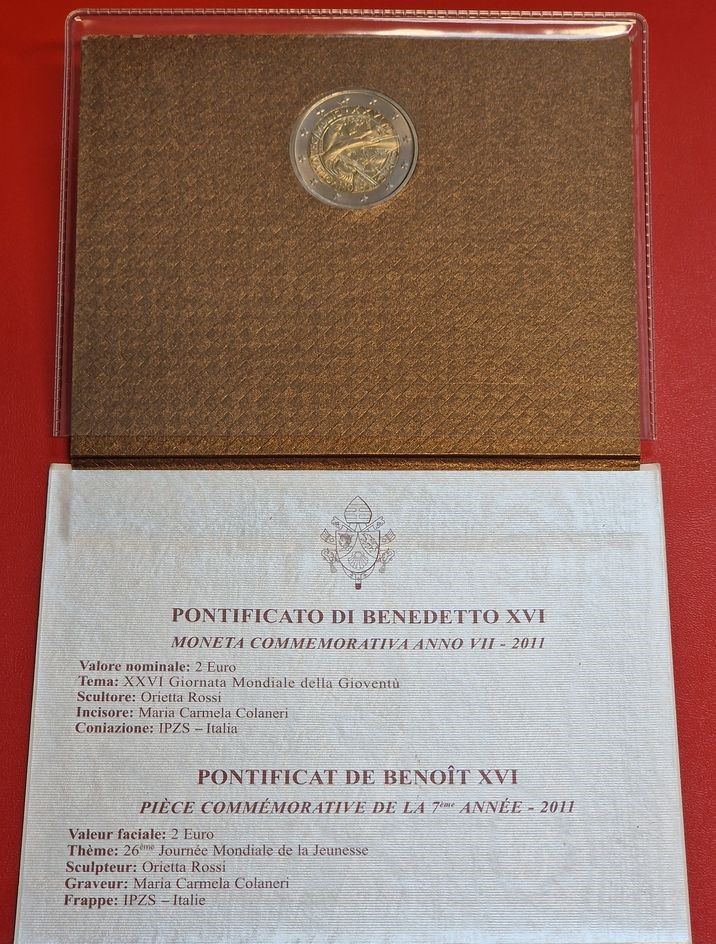 PONTIFICATO DI BENEDETTO XVI
MONETA COMMEMORATIVA ANNO VII - 2011
Valore nominale: 2 Euro
Tema: XXVI Giornata Mondiale della Gioventù
Scultore: Orietta Rossi
Incisore: Maria Carmela Colaneri
Coniazione: IPZS – Italia
PONTIFICAT DE BENOÎT XVI
PIÈCE COMMÉMORATIVE DE LA 7ème ANNÉE - 2011
Valeur faciale: 2 Euro
Thème: 26ème Journée Mondiale de la Jeunesse
Sculpteur: Orietta Rossi
Graveur: Maria Carmela Colaneri
Frappe: IPZS – Italie